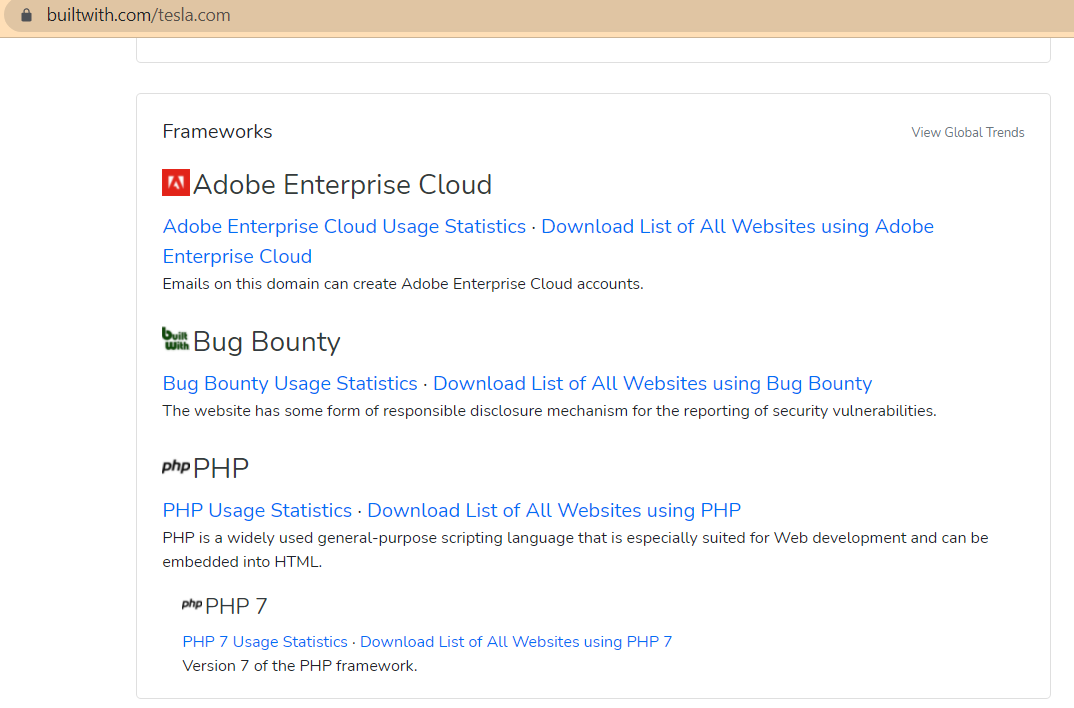 builtwith.com/tesla.com
Frameworks
View Global Trends
Adobe Enterprise Cloud
Adobe Enterprise Cloud Usage Statistics · Download List of All Websites using Adobe
Enterprise Cloud
Emails on this domain can create Adobe Enterprise Cloud accounts.
built
With
Bug Bounty
Bug Bounty Usage Statistics · Download List of All Websites using Bug Bounty
The website has some form of responsible disclosure mechanism for the reporting of security vulnerabilities.
php
PHP
PHP Usage Statistics · Download List of All Websites using PHP
PHP is a widely used general-purpose scripting language that is especially suited for Web development and can be
embedded into HTML.
php
PHP 7
PHP 7 Usage Statistics · Download List of All Websites using PHP 7
Version 7 of the PHP framework.